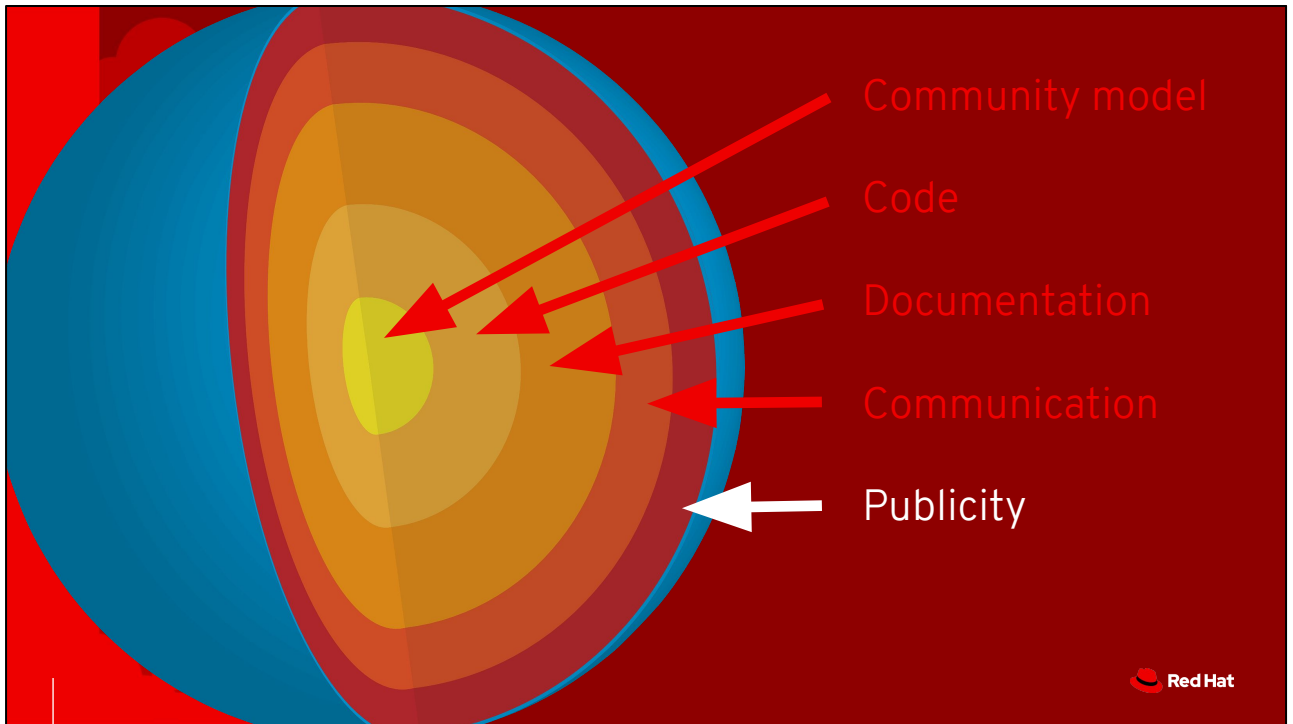 Community model
Code
Documentation
Communication
Publicity
Red Hat